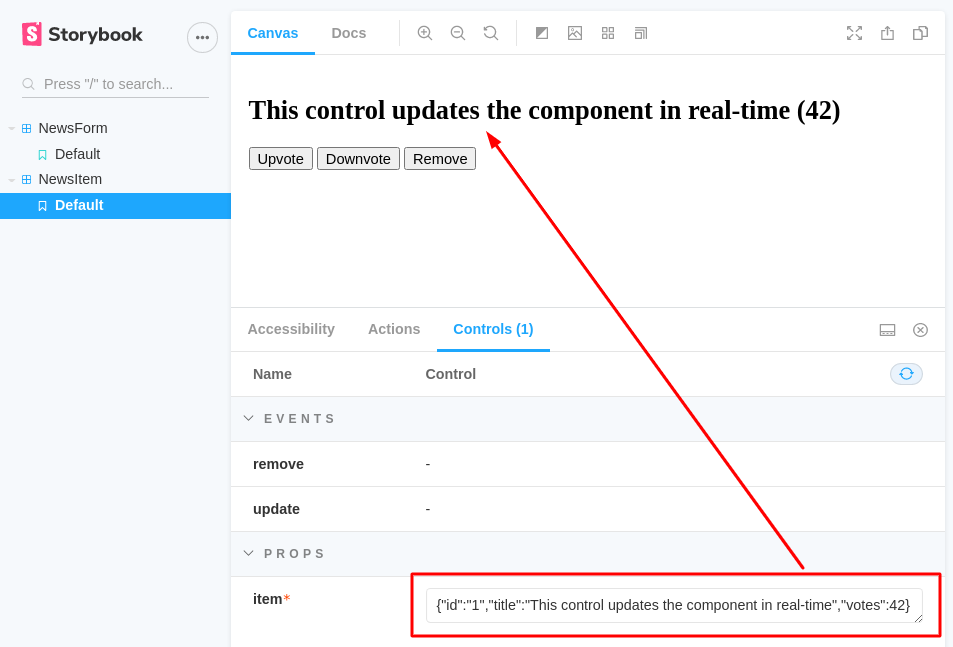 Storybook
Press "/" to search...
NewsForm
Default
NewsItem
Default
Canvas Docs
This control updates the component in real-time (42)
Upvote Downvote Remove
Accessibility Actions Controls (1)
Name Control
EVENTS
remove -
update -
PROPS
item* {"id":"1","title":"This control updates the component in real-time","votes":42}